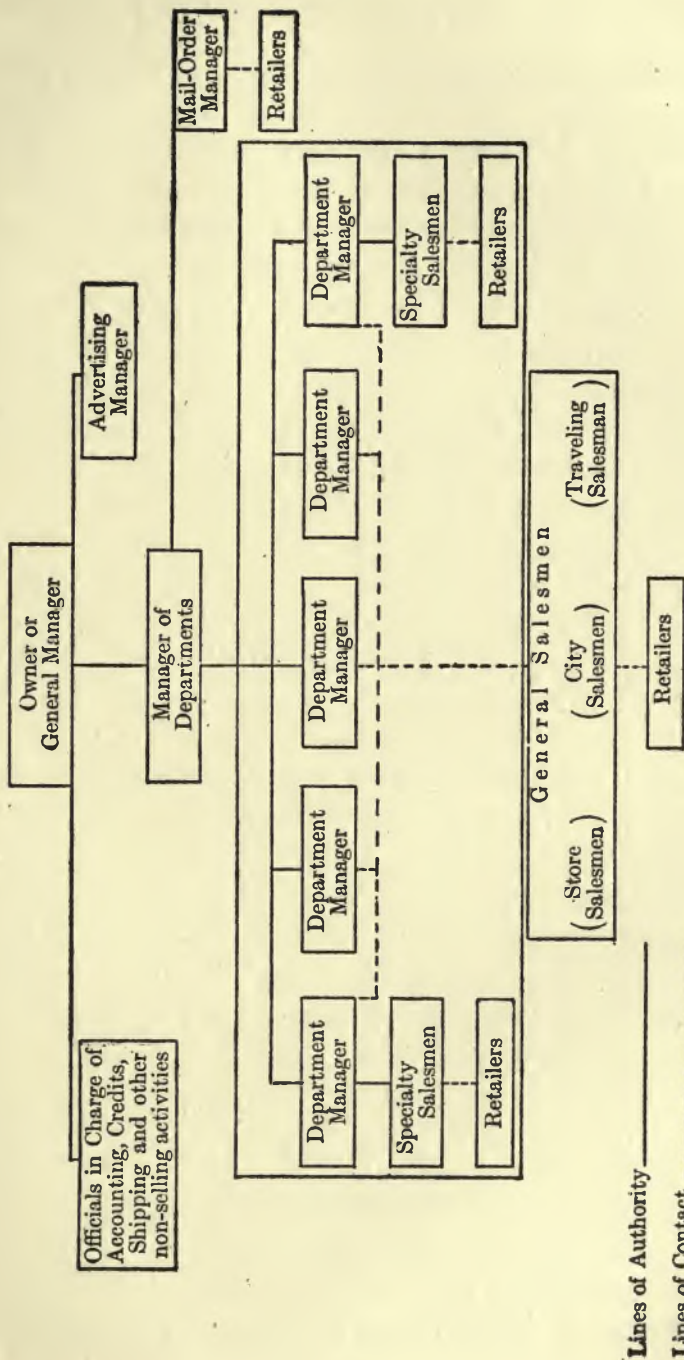 Owner or
General Manager
Officials in Charge of
Accounting, Credits,
Shipping and other
non-selling activities
Advertising
Manager
Manager of
Departments
Mail-Order
Manager
Retailers
Department
Manager
Department
Manager
Department
Manager
Department
Manager
Department
Manager
Specialty
Salesmen
Specialty
Salesmen
Retailers
Retailers
General Salesmen
(Store
Salesmen)
(City
Salesmen)
(Traveling
Salesman)
Retailers
Lines of Authority
Lines of Contact